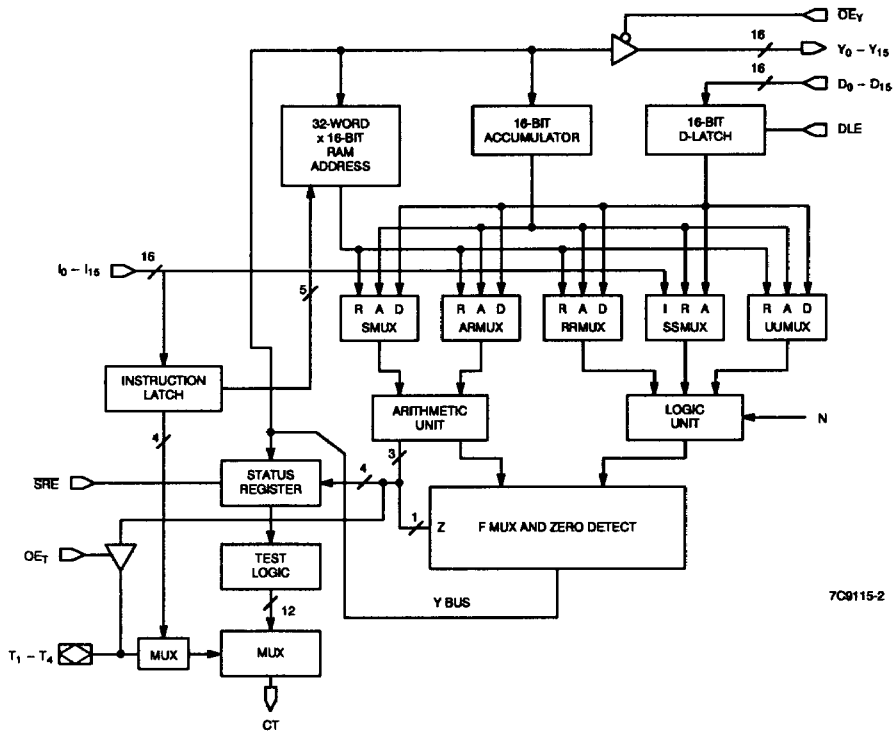 OEY
16
Y0 – Y15
16
D0 – D15
32-WORD
x 16-BIT
RAM
ADDRESS
16-BIT
ACCUMULATOR
16-BIT
D-LATCH
DLE
I0 – I15
16
5
R A D
SMUX
R A D
ARMUX
R A D
RRMUX
I R A
SSMUX
R A D
UUMUX
INSTRUCTION
LATCH
ARITHMETIC
UNIT
LOGIC
UNIT
N
4
3
SRE
STATUS
REGISTER
4
1
Z
F MUX AND ZERO DETECT
OET
TEST
LOGIC
12
Y BUS
7C9115-2
T1 – T4
MUX
MUX
CT